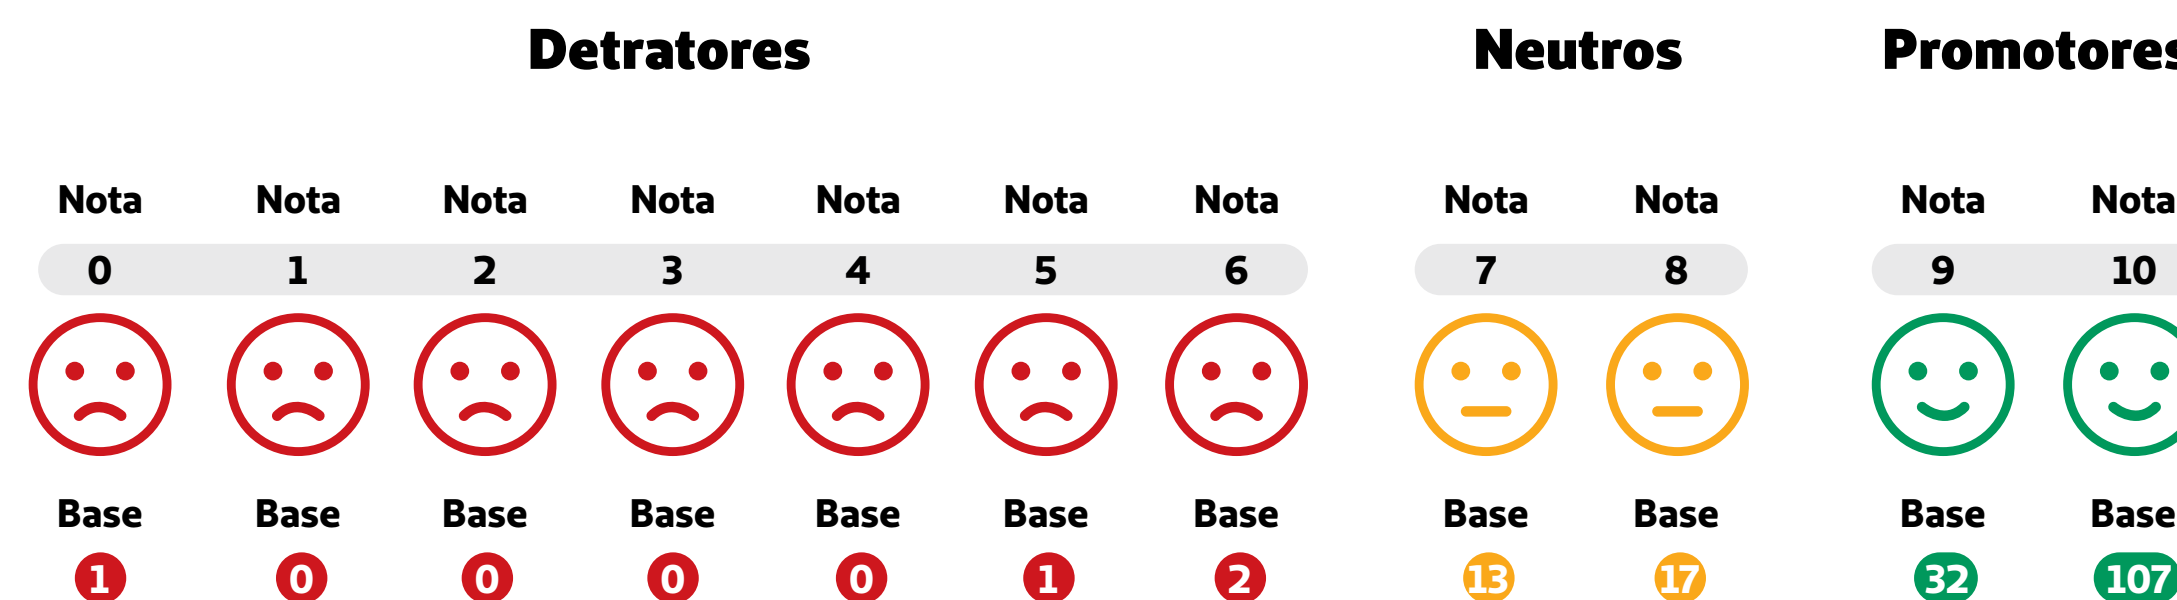 Detratores Neutros Promotores
Nota Nota Nota Nota Nota Nota Nota Nota Nota Nota Nota
0 1 2 3 4 5 6 7 8 9 10
Base Base Base Base Base Base Base Base Base Base Base
1 0 0 0 0 1 2 13 17 32 107